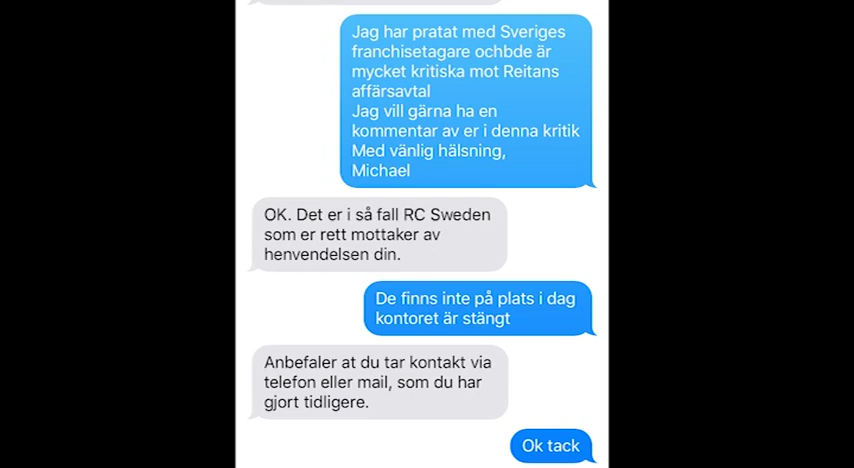 Jag har pratat med Sveriges
franchisetagare ochbde är
mycket kritiska mot Reitans
affärsavtal
Jag vill gärna ha en
kommentar av er i denna kritik
Med vänlig hälsning,
Michael
OK. Det er i så fall RC Sweden
som er rett mottaker av
henvendelsen din.
De finns inte på plats i dag
kontoret är stängt
Anbefaler at du tar kontakt via
telefon eller mail, som du har
gjort tidligere.
Ok tack